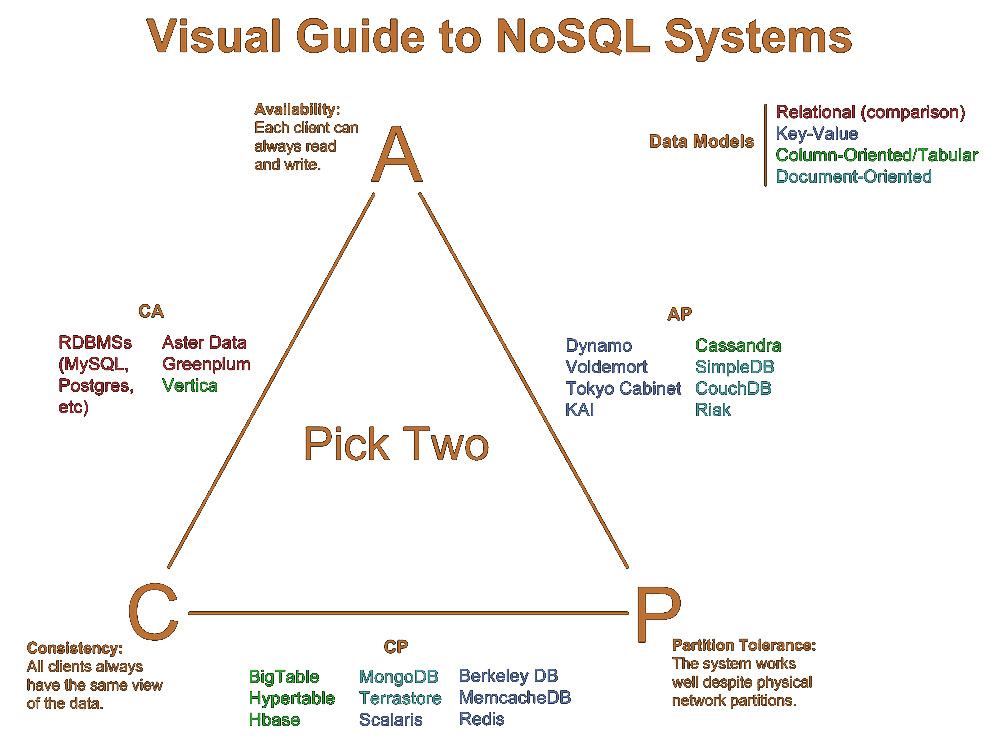 Visual Guide to NoSQL Systems
Availability:
Each client can
always read
and write.
A
Data Models
Relational (comparison)
Key-Value
Column-Oriented/Tabular
Document-Oriented
CA
RDBMSs
(MySQL,
Postgres,
etc)
Aster Data
Greenplum
Vertica
AP
Dynamo
Voldemort
Tokyo Cabinet
KAI
Cassandra
SimpleDB
CouchDB
Risk
Pick Two
C
Consistency:
All clients always
have the same view
of the data.
P
Partition Tolerance:
The system works
well despite physical
network partitions.
CP
BigTable
Hypertable
Hbase
MongoDB
Terrastore
Scalaris
Berkeley DB
MemcacheDB
Redis